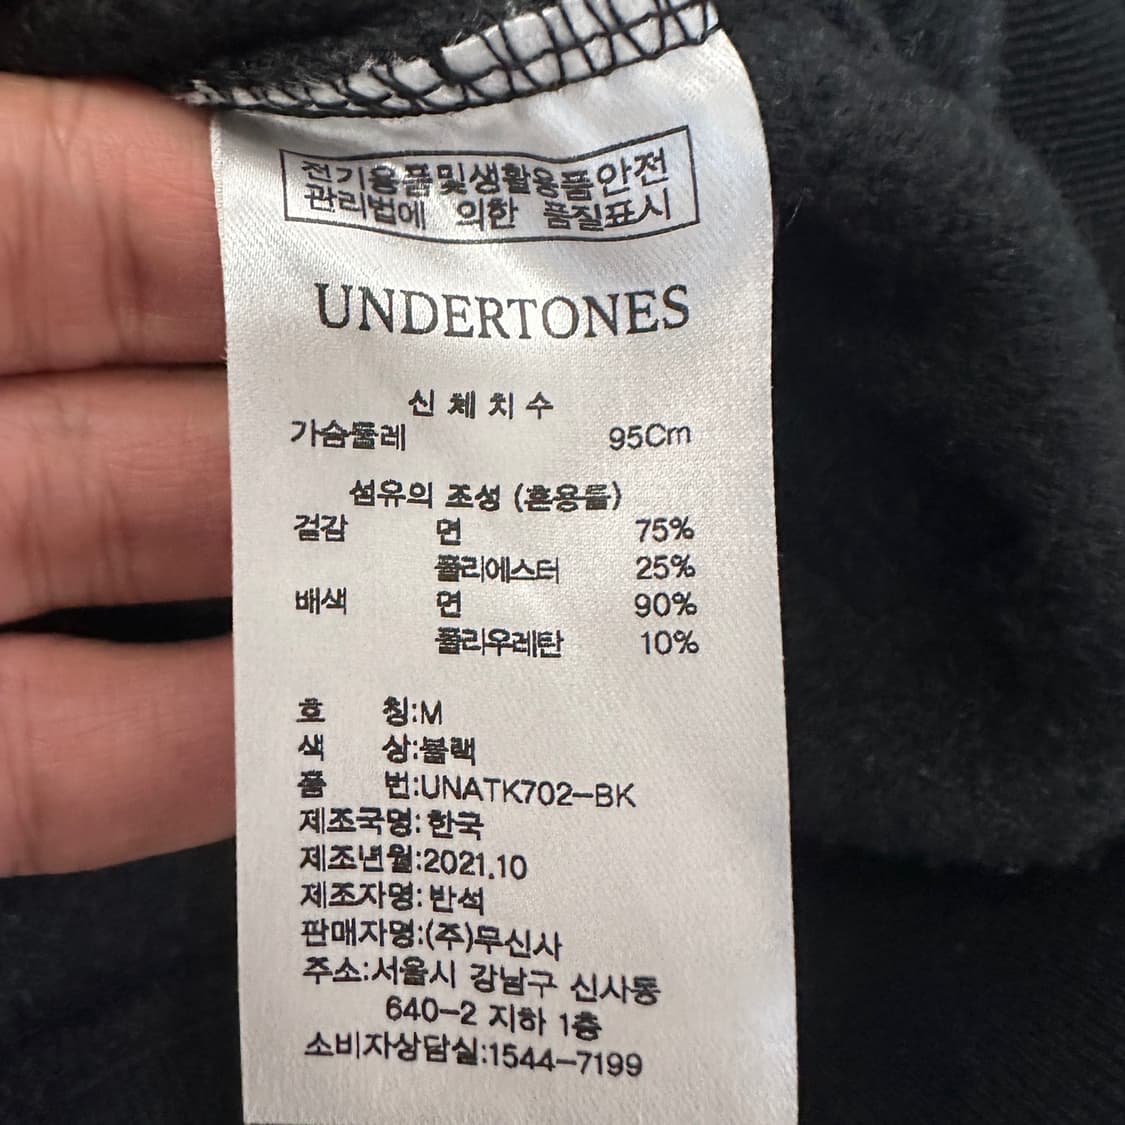 전기용품및생활용품안전
관리법에 의한 품질표시
UNDERTONES
신체치수
가슴둘레 95Cm
섬유의 조성 (혼용률)
겉감 면 75%
폴리에스터 25%
배색 면 90%
폴리우레탄 10%
호 칭:M
색 상:블랙
품 번:UNATK702-BK
제조국명:한국
제조년월:2021.10
제조자명:반석
판매자명:(주)무신사
주소:서울시 강남구 신사동
640-2 지하 1층
소비자상담실:1544-7199